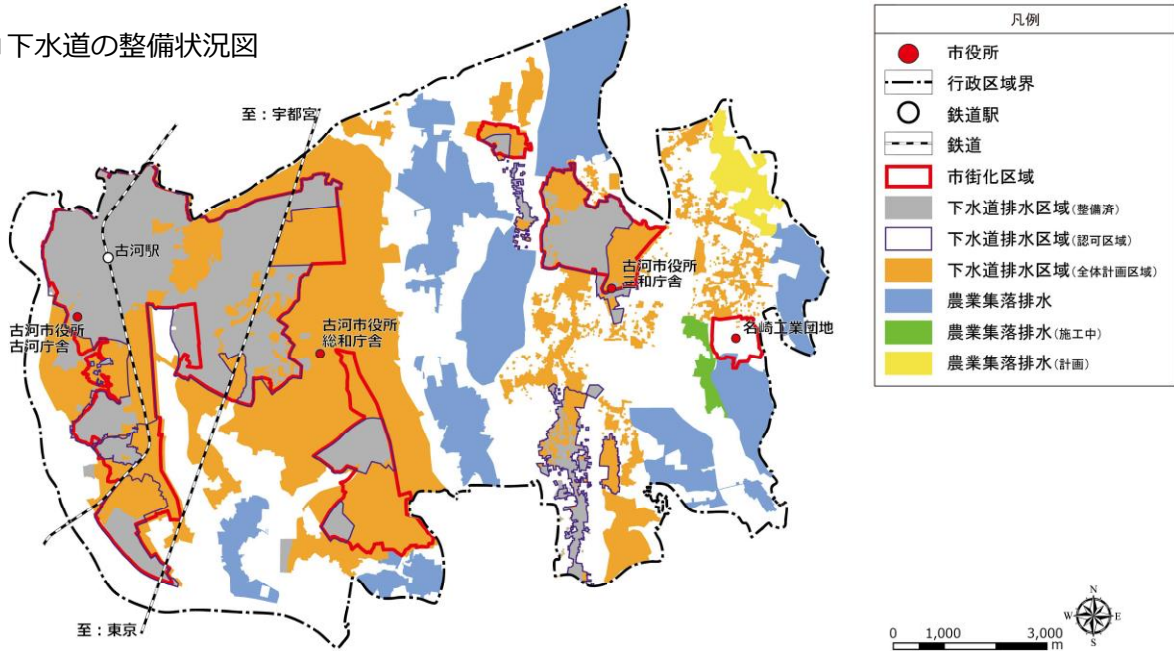 下水道の整備状況図
至：宇都宮
古河駅
古河市役所
古河庁舎
古河市役所
総和庁舎
古河市役所
三和庁舎
名崎工業団地
至：東京
凡例
市役所
行政区域界
鉄道駅
鉄道
市街化区域
下水道排水区域(整備済)
下水道排水区域(認可区域)
下水道排水区域(全体計画区域)
農業集落排水
農業集落排水(施工中)
農業集落排水(計画)
N
W E
S
0 1,000 3,000
m